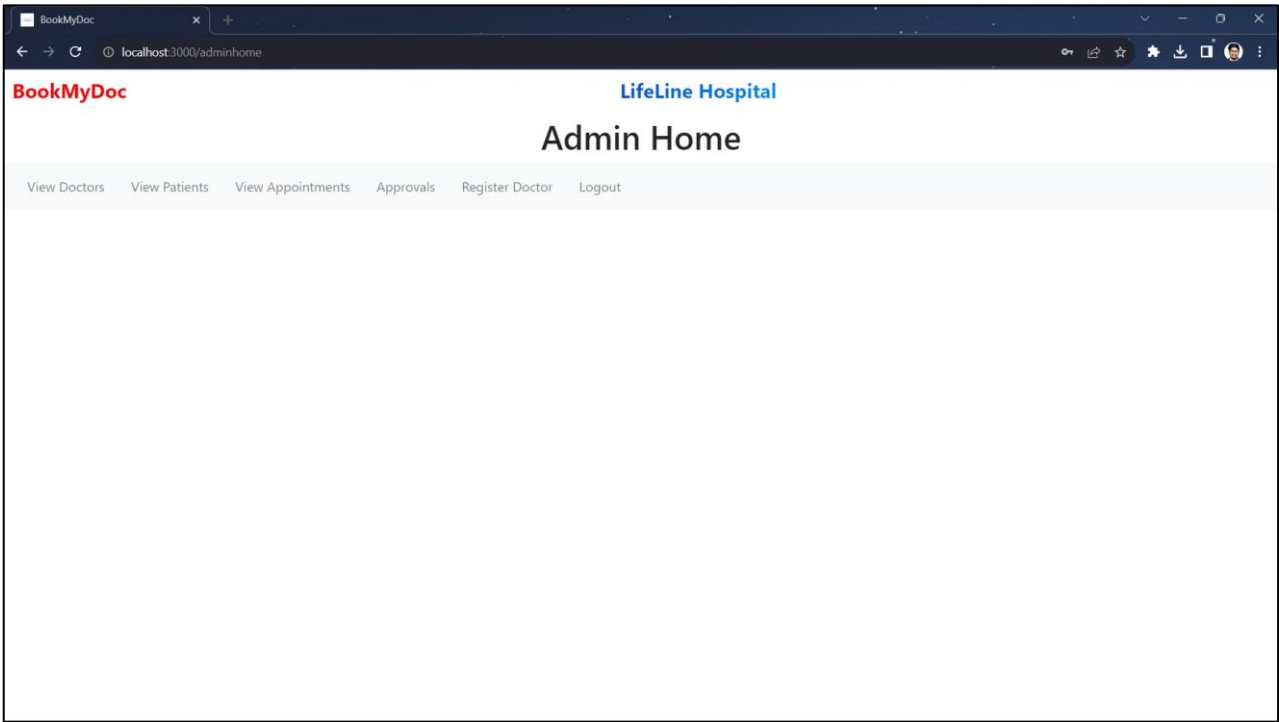 BookMyDoc
localhost:3000/adminhome
BookMyDoc LifeLine Hospital
Admin Home
View Doctors View Patients View Appointments Approvals Register Doctor Logout